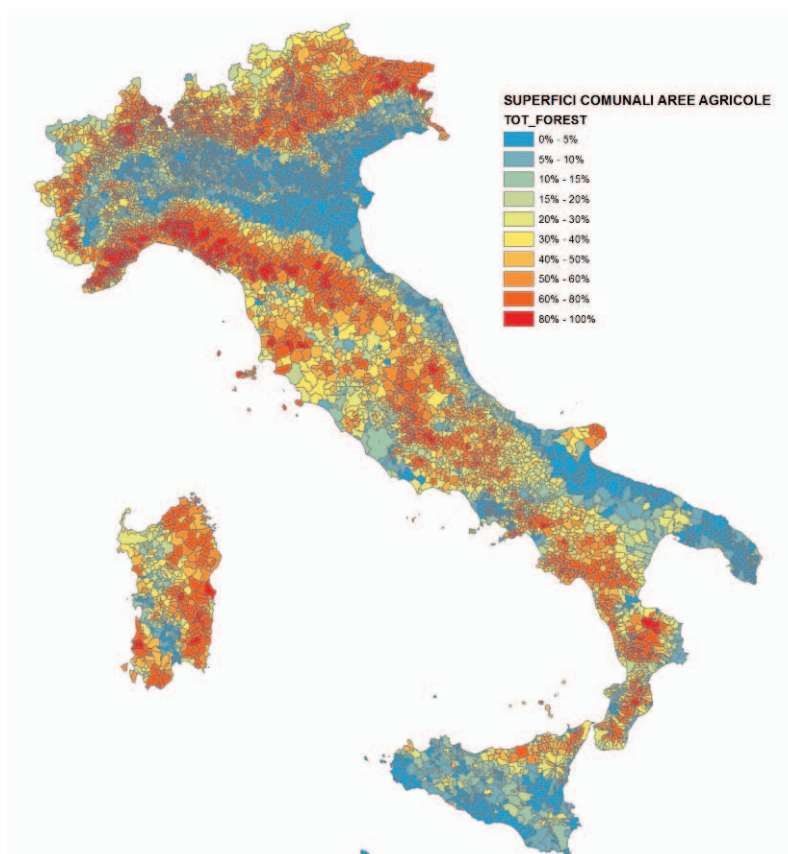 SUPERFICI COMUNALI AREE AGRICOLE
TOT_FOREST
0% - 5%
5% - 10%
10% - 15%
15% - 20%
20% - 30%
30% - 40%
40% - 50%
50% - 60%
60% - 80%
80% - 100%